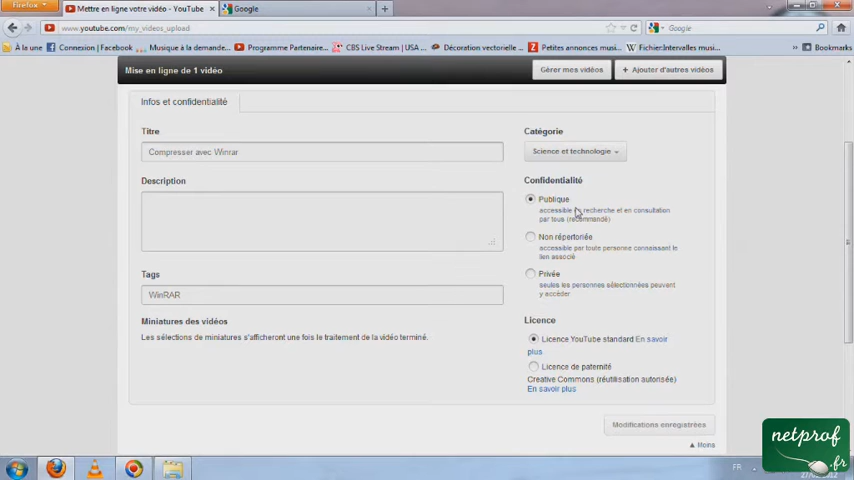 Firefox
Mettre en ligne votre vidéo - YouTube
Google
www.youtube.com/my_videos_upload
Google
À la une
Connexion | Facebook
Musique à la demande...
Programme Partenaire...
CBS Live Stream | USA ...
Décoration vectorielle ...
Petites annonces musi...
Fichier:Intervalles musi...
Bookmarks
Mise en ligne de 1 vidéo
Gérer mes vidéos
+ Ajouter d'autres vidéos
Infos et confidentialité
Titre
Compresser avec Winrar
Description
Tags
WinRAR
Miniatures des vidéos
Les sélections de miniatures s'afficheront une fois le traitement de la vidéo terminé.
Catégorie
Science et technologie
Confidentialité
Publique
accessible en recherche et en consultation
par tous (recommandé)
Non répertoriée
accessible par toute personne connaissant le
lien associé
Privée
seules les personnes sélectionnées peuvent
y accéder
Licence
Licence YouTube standard En savoir
plus
Licence de paternité
Creative Commons (réutilisation autorisée)
En savoir plus
Modifications enregistrées
Moins
FR
netprof
.fr